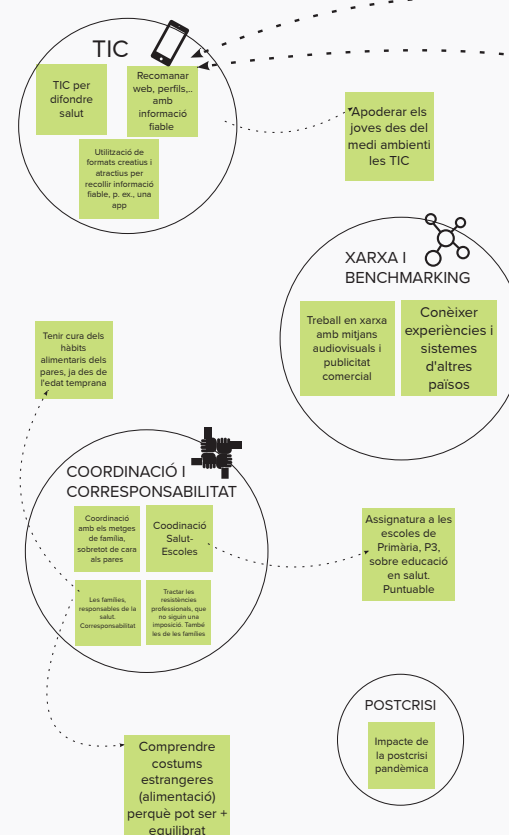 TIC
TIC per
difondre
salut
Recomanar
web, perfils,..
amb
informació
fiable
Utilització de
formats creatius i
atractius per
recollir informació
fiable, p. ex., una
app
Apoderar els
joves des del
medi ambienti
les TIC
XARXA I
BENCHMARKING
Treball en xarxa
amb mitjans
audiovisuals i
publicitat
comercial
Conèixer
experiències i
sistemes
d'altres
països
Tenir cura dels
hàbits
alimentaris dels
pares, ja des de
l'edat temprana
COORDINACIÓ I
CORRESPONSABILITAT
Coordinació
amb els metges
de família,
sobretot de cara
als pares
Coodinació
Salut-
Escoles
Les famílies,
responsables de la
salut.
Corresponsabilitat
Tractar les
resistències
professionals, que
no siguin una
imposició. També
les de les famílies
Assignatura a les
escoles de
Primària, P3,
sobre educació
en salut.
Puntuable
POSTCRISI
Impacte de
la postcrisi
pandèmica
Comprendre
costums
estrangeres
(alimentació)
perquè pot ser +
equilibrat